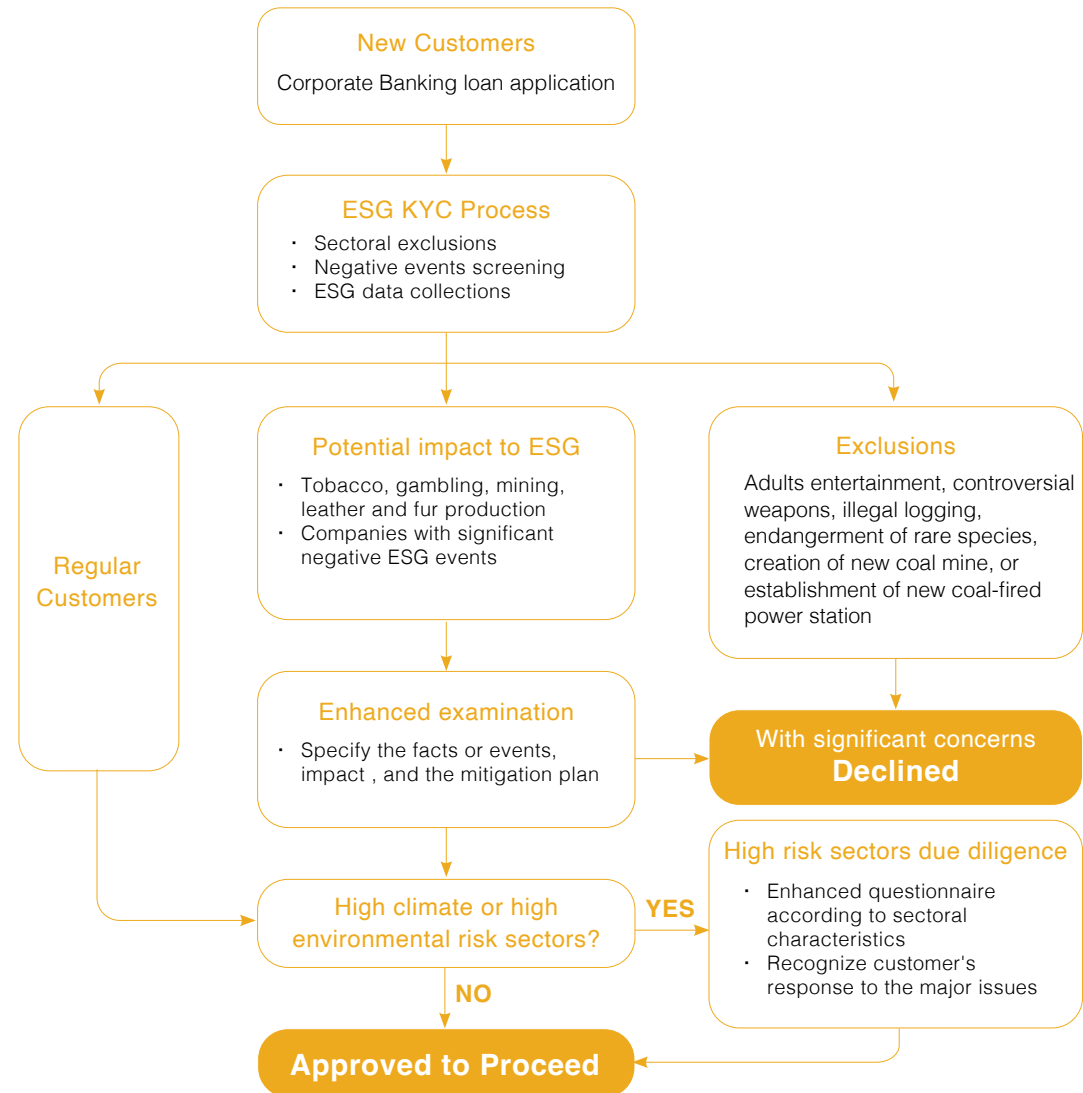 New Customers
Corporate Banking loan application
ESG KYC Process
· Sectoral exclusions
· Negative events screening
· ESG data collections
Regular
Customers
Potential impact to ESG
· Tobacco, gambling, mining,
leather and fur production
· Companies with significant
negative ESG events
Exclusions
Adults entertainment, controversial
weapons, illegal logging,
endangerment of rare species,
creation of new coal mine, or
establishment of new coal-fired
power station
Enhanced examination
· Specify the facts or events,
impact , and the mitigation plan
With significant concerns
Declined
High climate or high
environmental risk sectors?
YES
High risk sectors due diligence
· Enhanced questionnaire
according to sectoral
characteristics
· Recognize customer's
response to the major issues
NO
Approved to Proceed